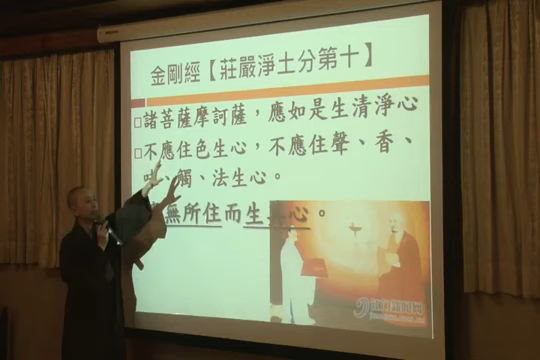 金剛經【莊嚴淨土分第十】
□諸菩薩摩訶薩，應如是生清淨心
□不應住色生心，不應住聲、香、
、觸、法生心。
無所住而生 心。